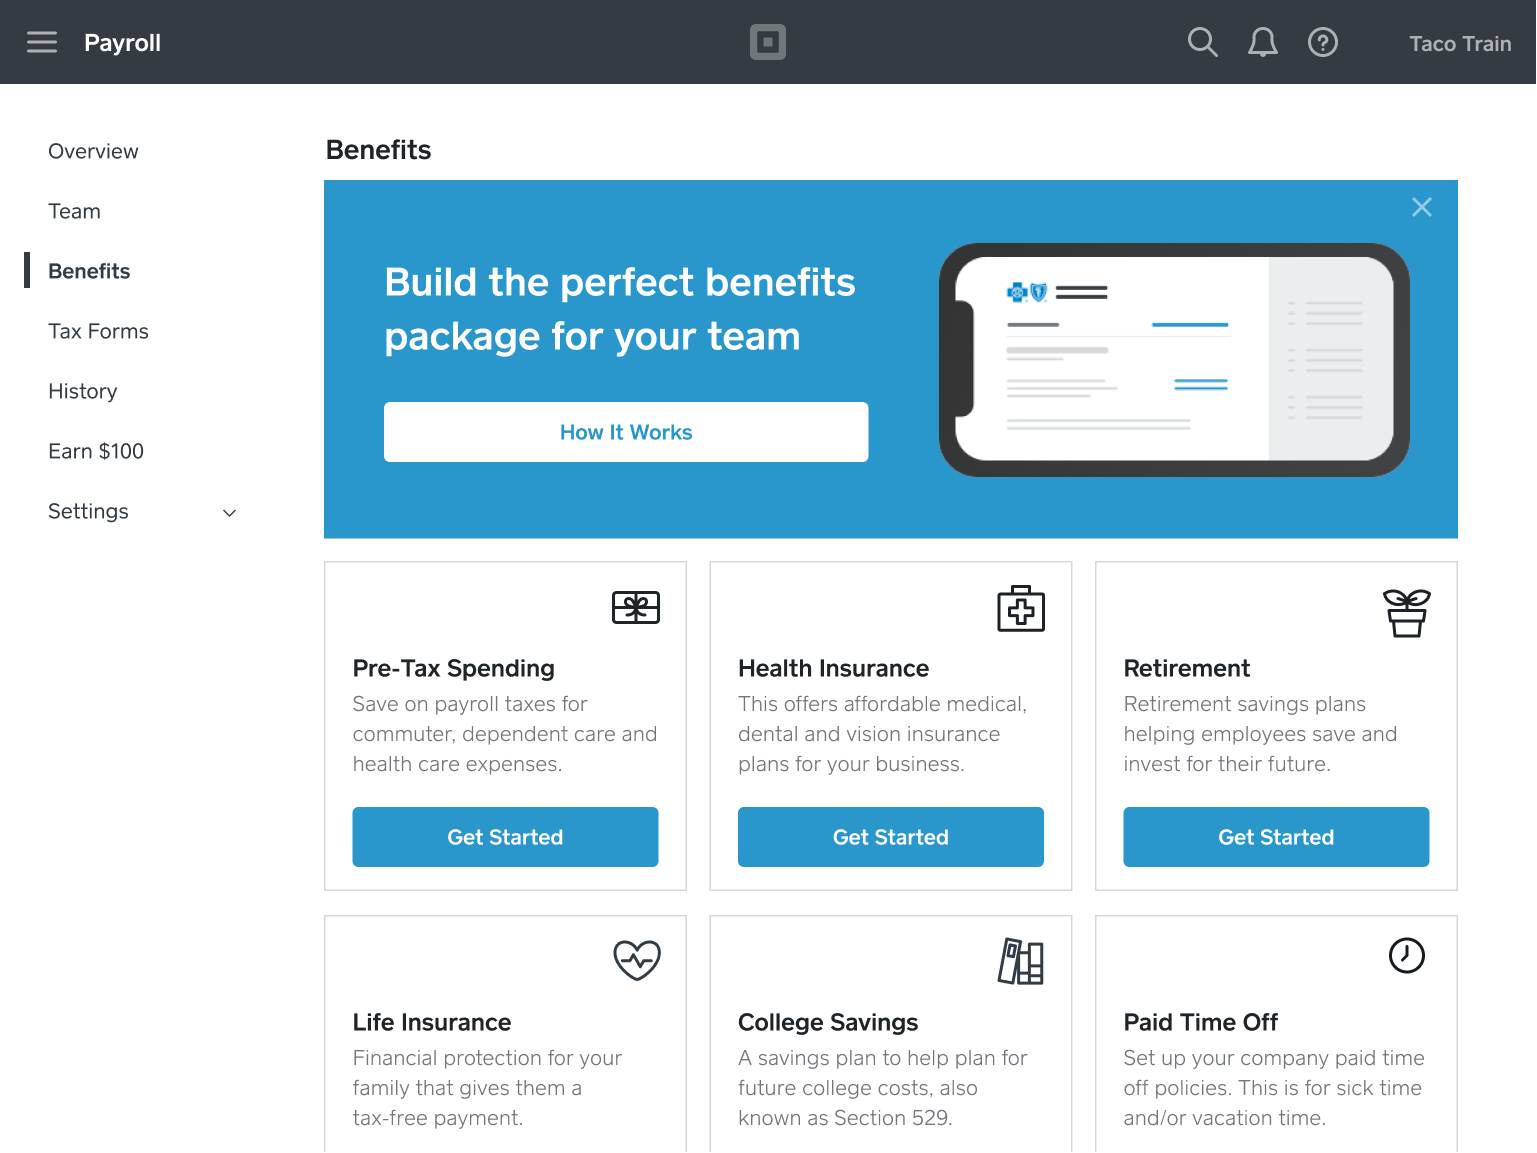 Payroll
Taco Train
Overview
Team
Benefits
Tax Forms
History
Earn $100
Settings
Benefits
Build the perfect benefits
package for your team
How It Works
Pre-Tax Spending
Save on payroll taxes for
commuter, dependent care and
health care expenses.
Get Started
Health Insurance
This offers affordable medical,
dental and vision insurance
plans for your business.
Get Started
Retirement
Retirement savings plans
helping employees save and
invest for their future.
Get Started
Life Insurance
Financial protection for your
family that gives them a
tax-free payment.
College Savings
A savings plan to help plan for
future college costs, also
known as Section 529.
Paid Time Off
Set up your company paid time
off policies. This is for sick time
and/or vacation time.